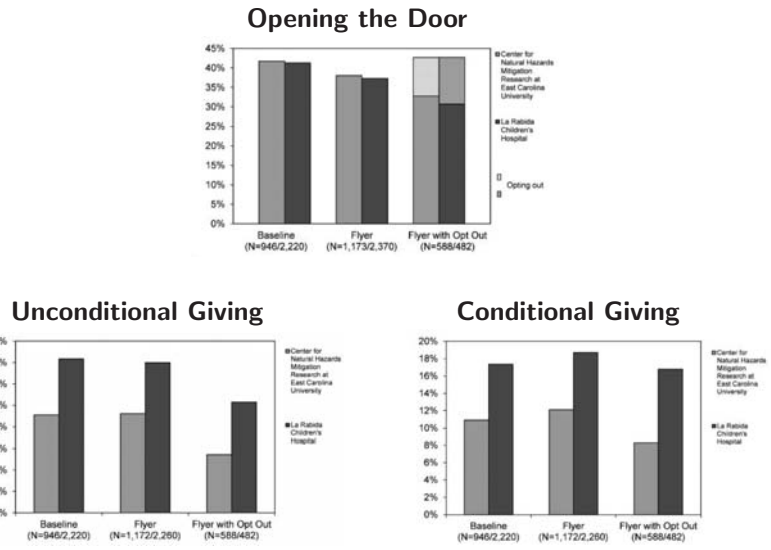 Opening the Door
45%
40%
35%
30%
25%
20%
15%
10%
5%
0%
Baseline
(N=946/2,220)
Flyer
(N=1,173/2,370)
Flyer with Opt Out
(N=588/482)
Center for
Natural Hazards
Mitigation
Research at
East Carolina
University
La Rabida
Children's
Hospital
Opting out
Unconditional Giving
%
%
%
%
%
%
%
%
%
Baseline
(N=946/2,220)
Flyer
(N=1,172/2,260)
Flyer with Opt Out
(N=588/482)
Center for
Natural Hazards
Mitigation
Research at
East Carolina
University
La Rabida
Children's
Hospital
Conditional Giving
20%
18%
16%
14%
12%
10%
8%
6%
4%
2%
0%
Baseline
(N=946/2,220)
Flyer
(N=1,172/2,260)
Flyer with Opt Out
(N=588/482)
Center for
Natural Hazards
Mitigation
Research at
East Carolina
University
La Rabida
Children's
Hospital